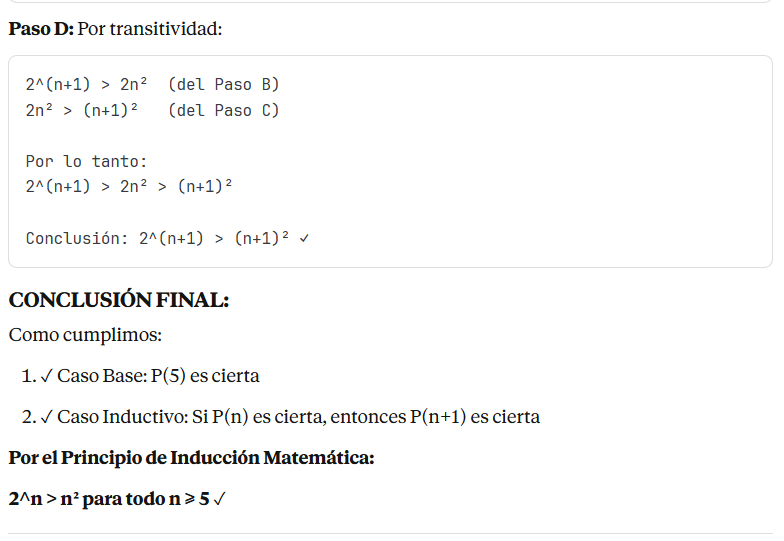 Paso D: Por transitividad:
2^(n+1) > 2n² (del Paso B)
2n² > (n+1)² (del Paso C)
Por lo tanto:
2^(n+1) > 2n² > (n+1)²
Conclusión: 2^(n+1) > (n+1)² ✓
CONCLUSIÓN FINAL:
Como cumplimos:
1. ✓ Caso Base: P(5) es cierta
2. ✓ Caso Inductivo: Si P(n) es cierta, entonces P(n+1) es cierta
Por el Principio de Inducción Matemática:
2^n > n² para todo n ⩾ 5 ✓